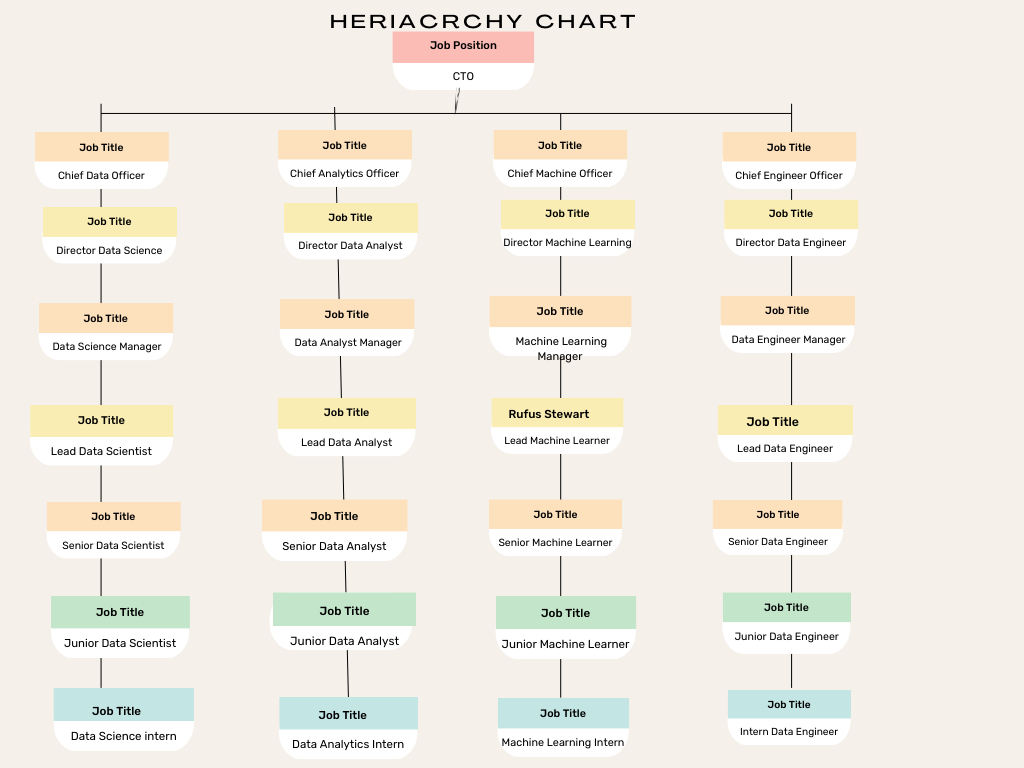 HERIACRCHY CHART
Job Position
CTO
Job Title
Chief Data Officer
Job Title
Chief Analytics Officer
Job Title
Chief Machine Officer
Job Title
Chief Engineer Officer
Job Title
Director Data Science
Job Title
Director Data Analyst
Job Title
Director Machine Learning
Job Title
Director Data Engineer
Job Title
Data Science Manager
Job Title
Data Analyst Manager
Job Title
Machine Learning
Manager
Job Title
Data Engineer Manager
Job Title
Lead Data Scientist
Job Title
Lead Data Analyst
Rufus Stewart
Lead Machine Learner
Job Title
Lead Data Engineer
Job Title
Senior Data Scientist
Job Title
Senior Data Analyst
Job Title
Senior Machine Learner
Job Title
Senior Data Engineer
Job Title
Junior Data Scientist
Job Title
Junior Data Analyst
Job Title
Junior Machine Learner
Job Title
Junior Data Engineer
Job Title
Data Science intern
Job Title
Data Analytics Intern
Job Title
Machine Learning Intern
Job Title
Intern Data Engineer